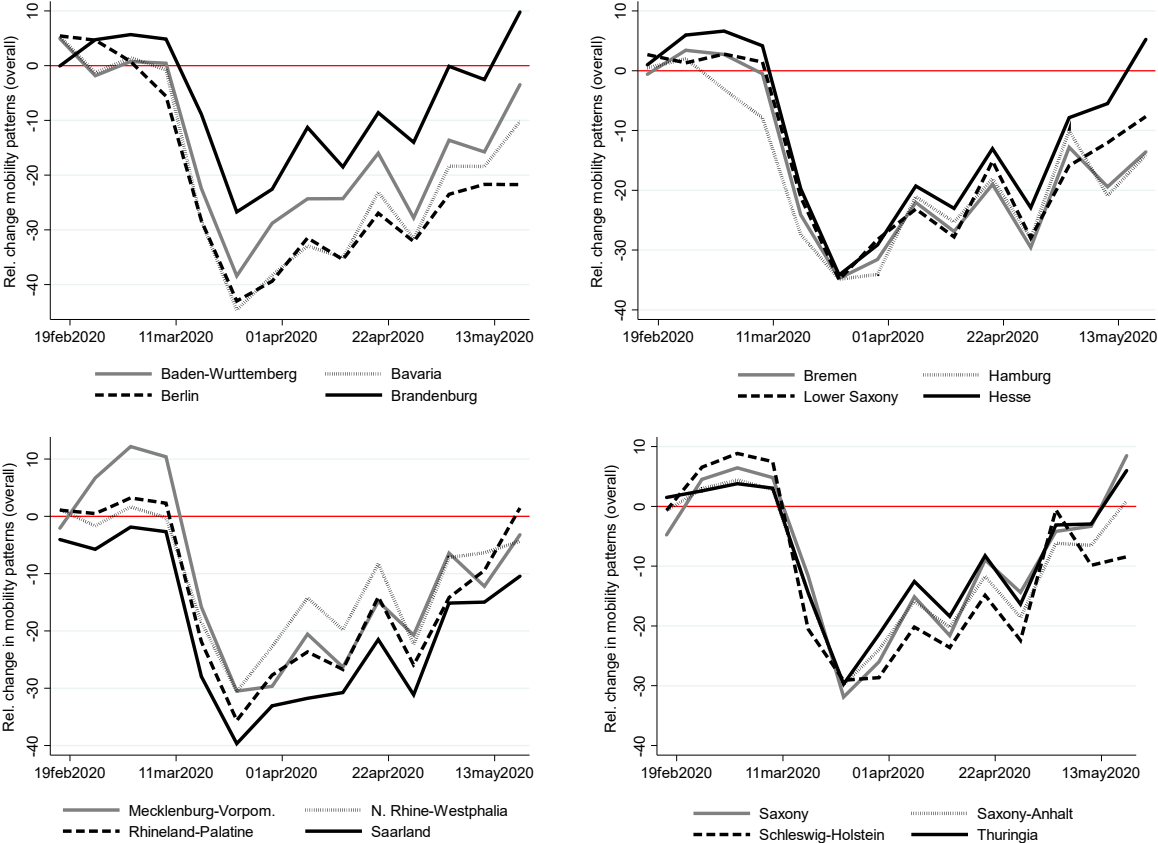 Rel. change mobility patterns (overall)
10
0
-10
-20
-30
-40
19feb2020 11mar2020 01apr2020 22apr2020 13may2020
Baden-Wurttemberg Bavaria
Berlin Brandenburg
Rel. change mobility patterns (overall)
10
0
-10
-20
-30
-40
19feb2020 11mar2020 01apr2020 22apr2020 13may2020
Bremen Hamburg
Lower Saxony Hesse
Rel. change in mobility patterns (overall)
10
0
-10
-20
-30
-40
19feb2020 11mar2020 01apr2020 22apr2020 13may2020
Mecklenburg-Vorpom. N. Rhine-Westphalia
Rhineland-Palatine Saarland
Rel. change in mobility patterns (overall)
10
0
-10
-20
-30
-40
19feb2020 11mar2020 01apr2020 22apr2020 13may2020
Saxony Saxony-Anhalt
Schleswig-Holstein Thuringia